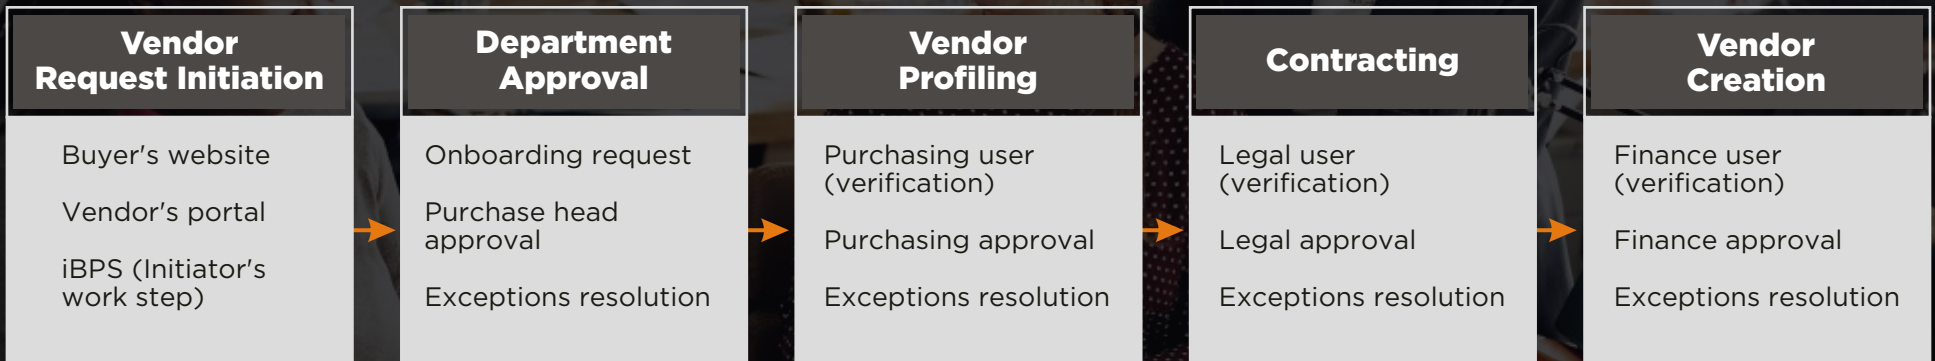 Vendor
Request Initiation
Buyer's website
Vendor's portal
iBPS (Initiator's
work step)
Department
Approval
Onboarding request
Purchase head
approval
Exceptions resolution
Vendor
Profiling
Purchasing user
(verification)
Purchasing approval
Exceptions resolution
Contracting
Legal user
(verification)
Legal approval
Exceptions resolution
Vendor
Creation
Finance user
(verification)
Finance approval
Exceptions resolution